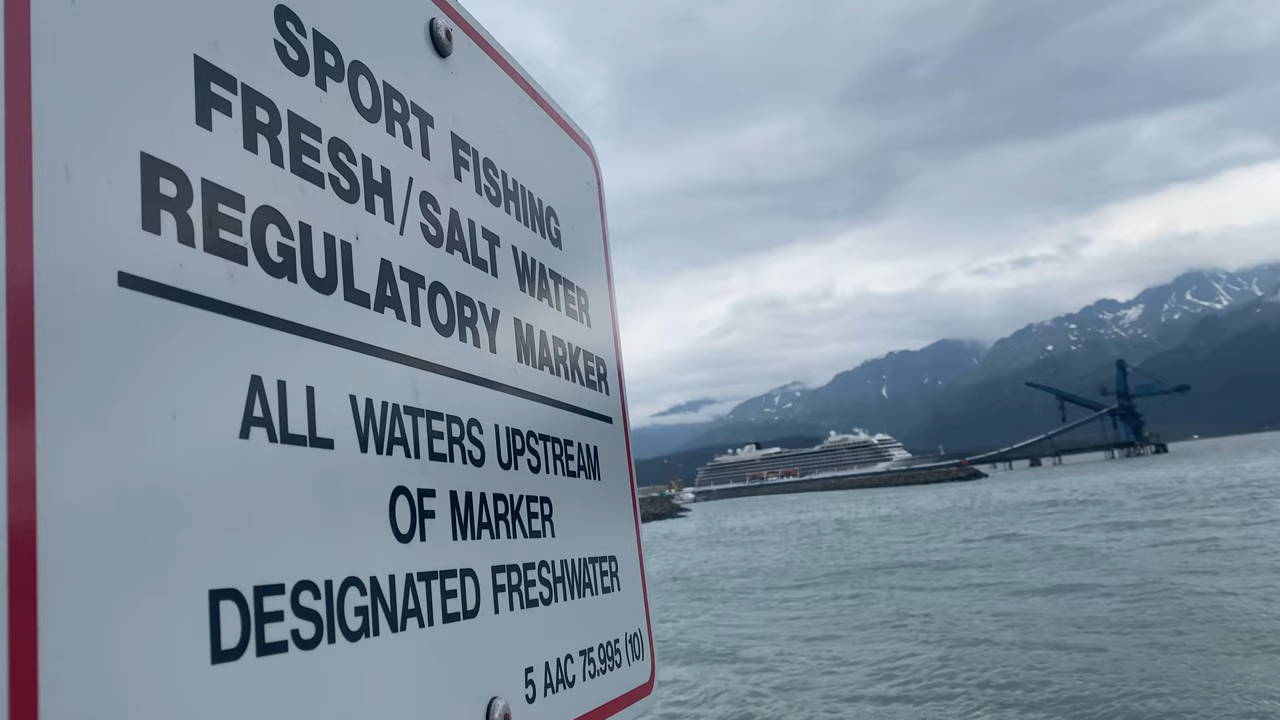 SPORT FISHING
FRESH/SALT WATER
REGULATORY MARKER
ALL WATERS UPSTREAM
OF MARKER
DESIGNATED FRESHWATER
5 AAC 75.995 (10)